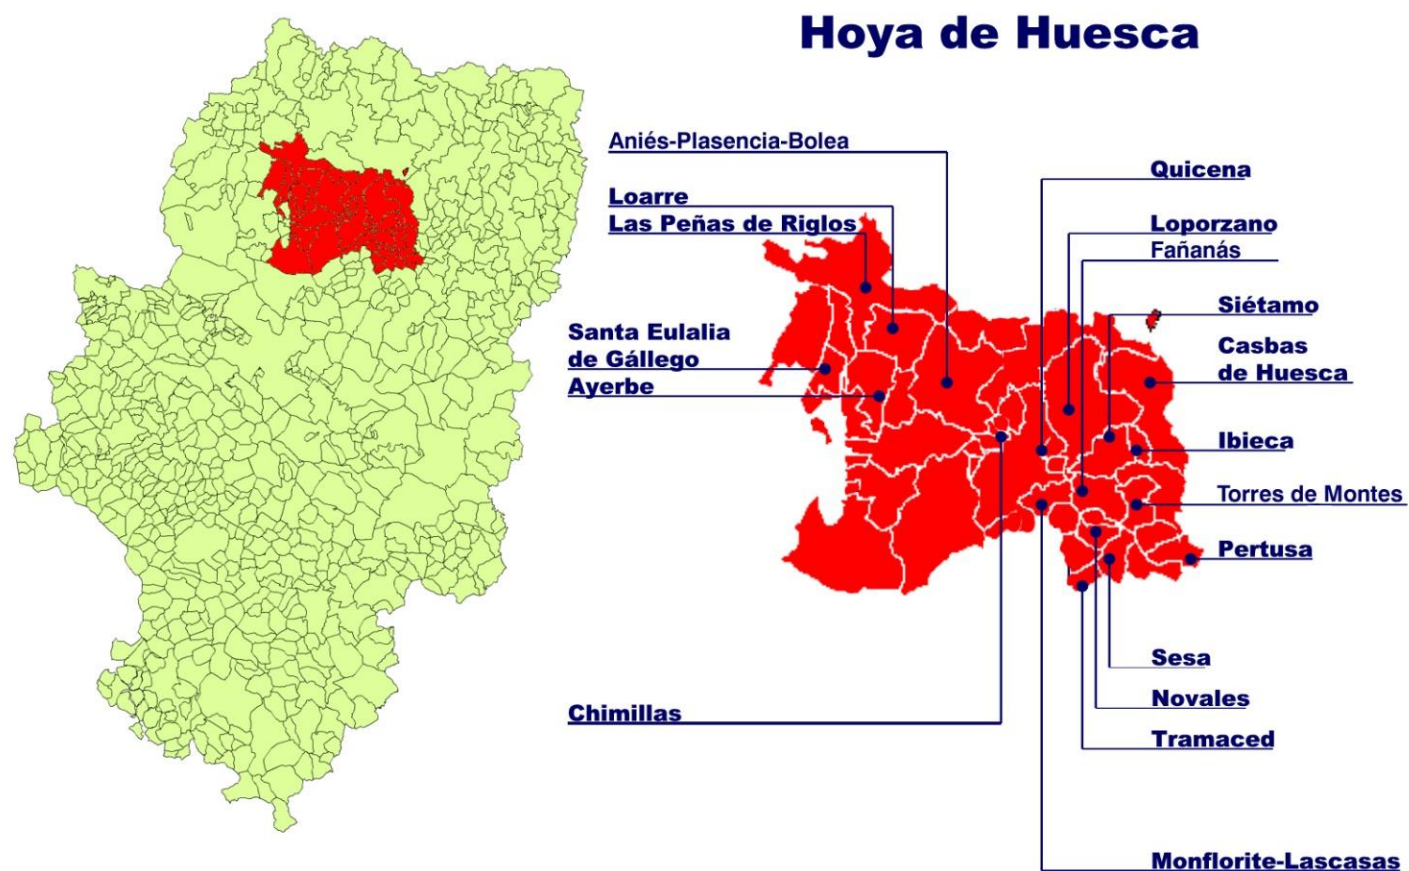 Hoya de Huesca
Aniés-Plasencia-Bolea
Loarre
Las Peñas de Riglos
Santa Eulalia
de Gállego
Ayerbe
Chimillas
Quicena
Loporzano
Fañanás
Siétamo
Casbas
de Huesca
Ibieca
Torres de Montes
Pertusa
Sesa
Novales
Tramaced
Monflorite-Lascasas